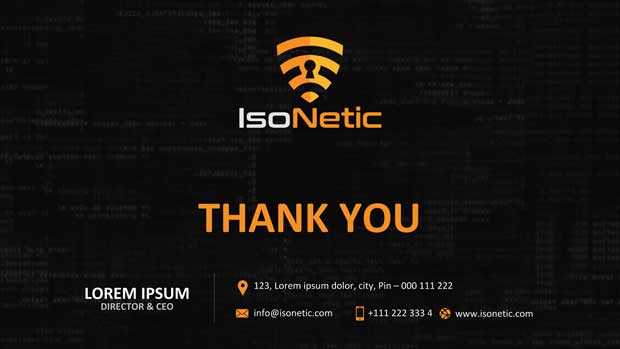 IsoNetic
THANK YOU
LOREM IPSUM
DIRECTOR & CEO
123, Lorem ipsum dolor, city, Pin – 000 111 222
info@isonetic.com
+111 222 333 4
www.isonetic.com